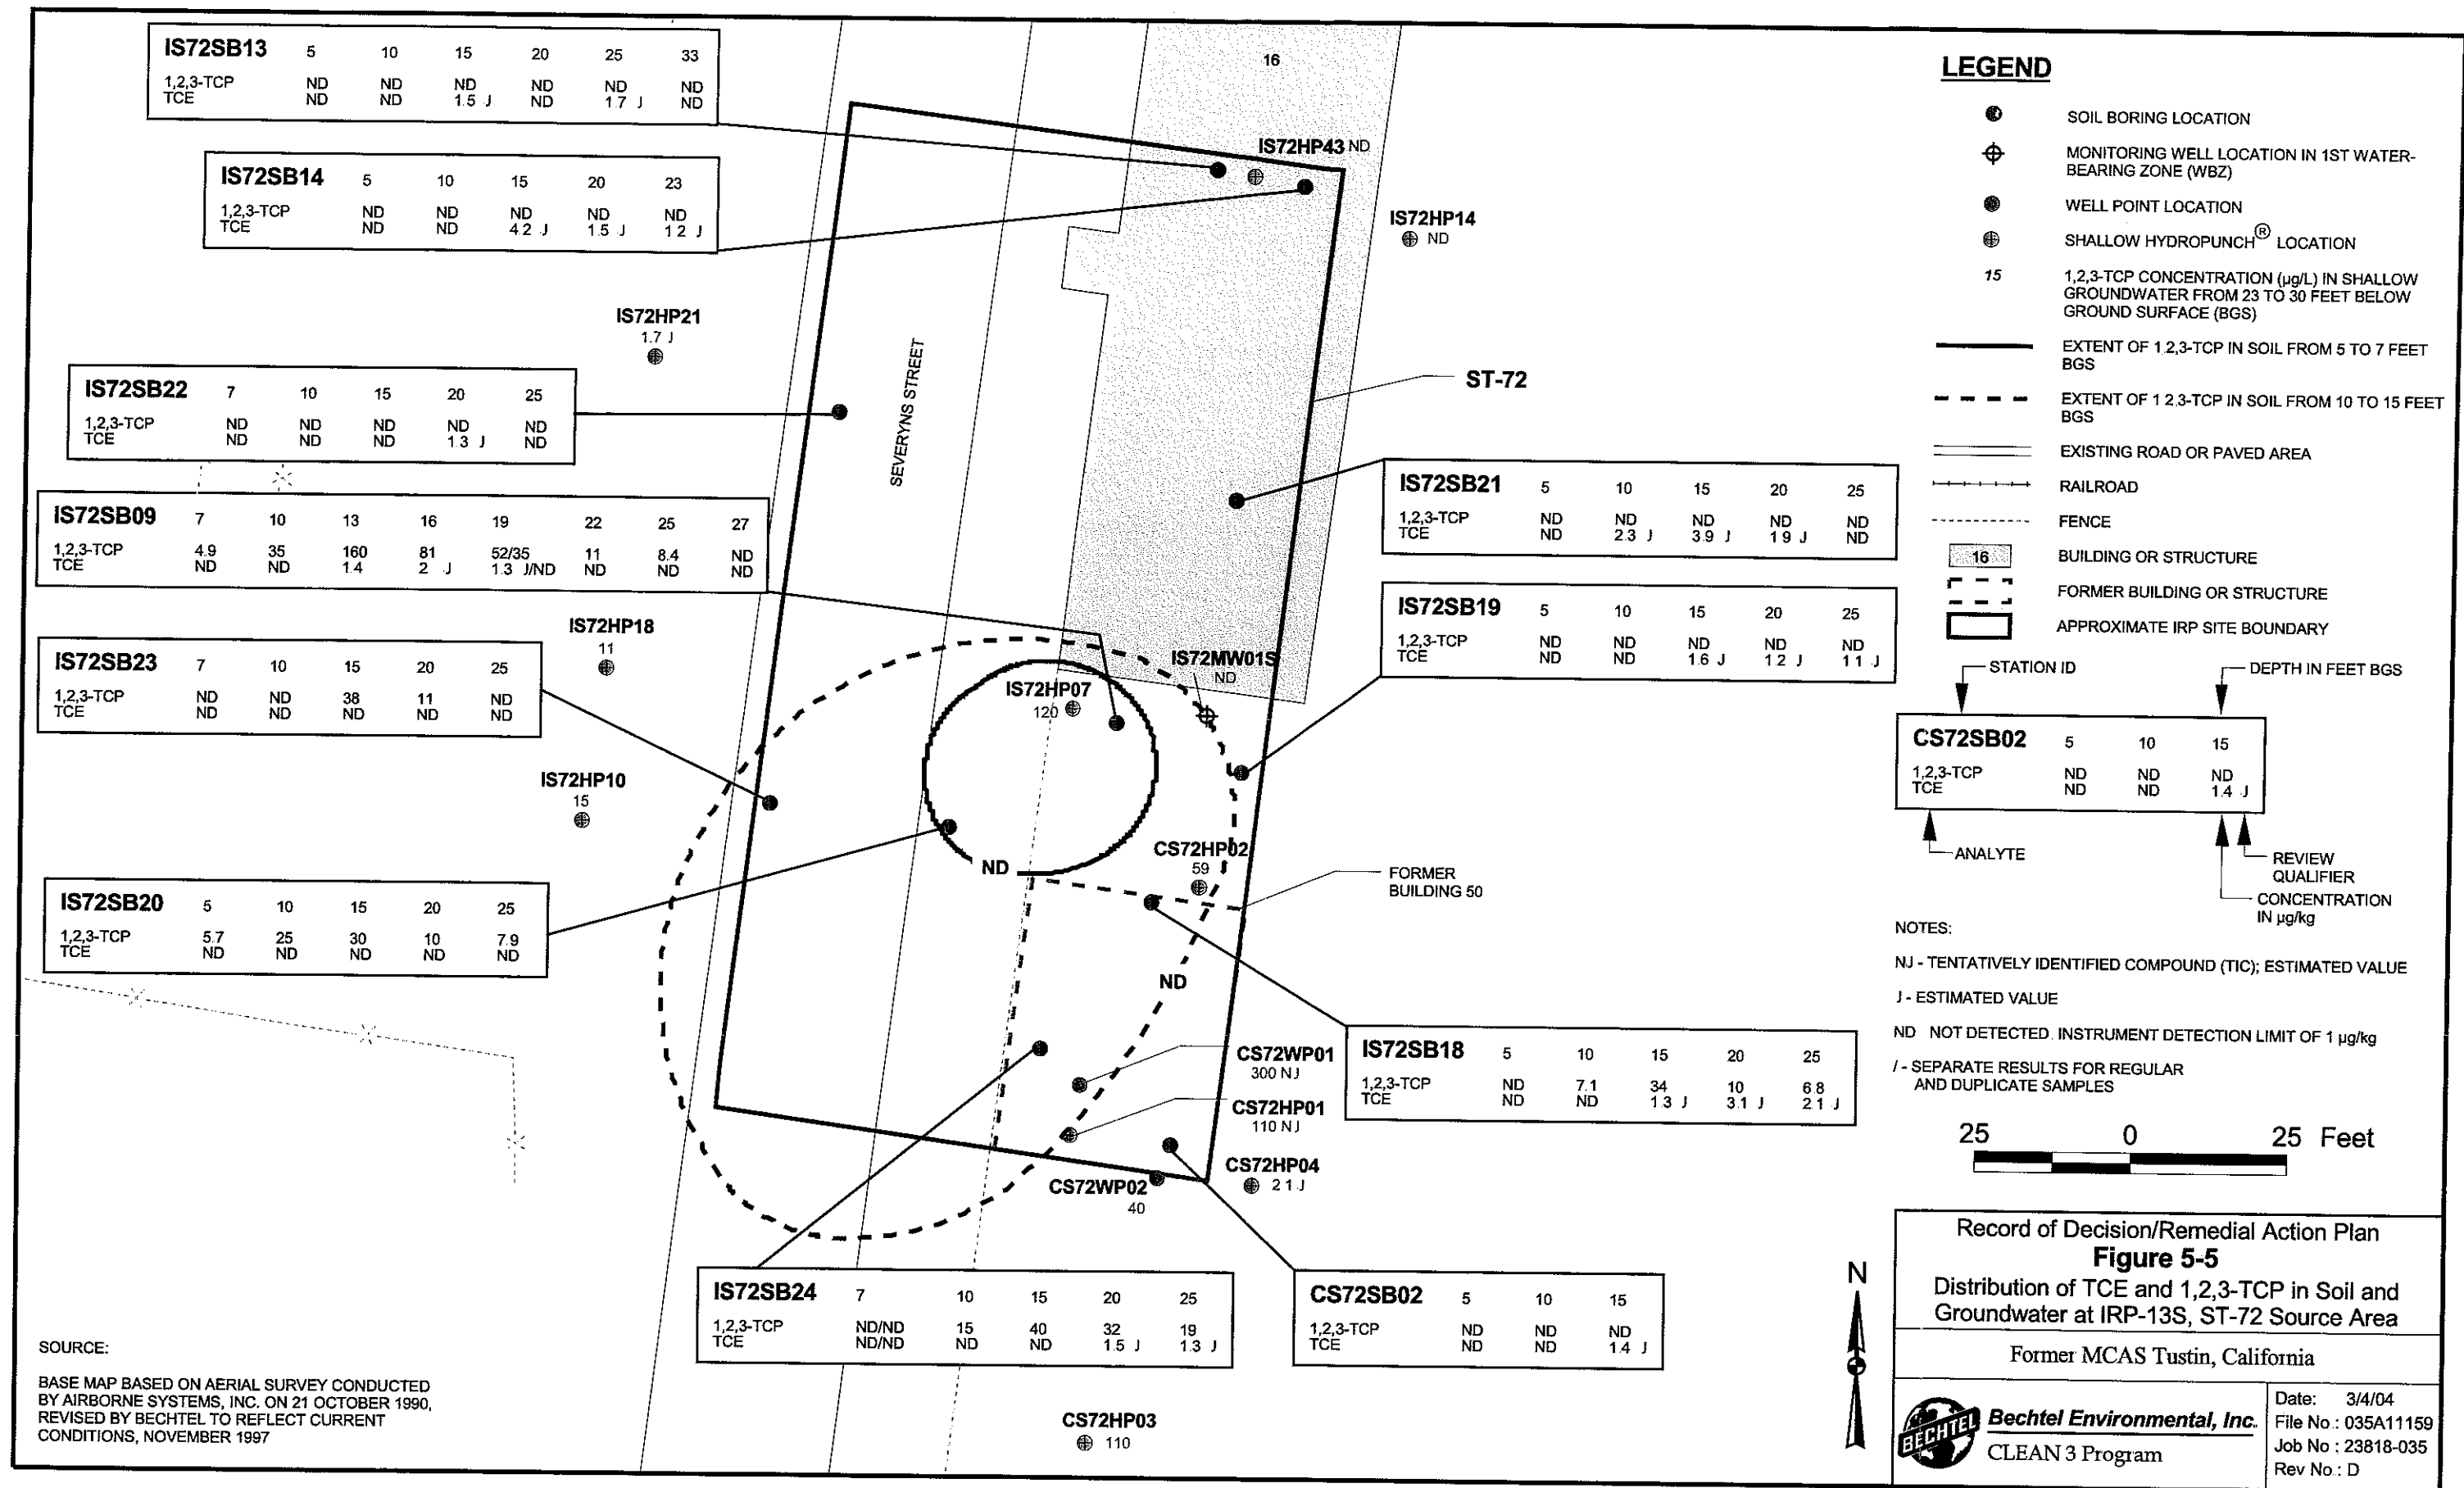 IS72SB13 5 10 15 20 25 33
1,2,3-TCP ND ND ND ND ND ND
TCE ND ND 1.5 J ND 1.7 J ND
IS72SB14 5 10 15 20 23
1,2,3-TCP ND ND ND ND ND
TCE ND ND 4.2 J 1.5 J 1.2 J
IS72HP21
1.7 J
IS72SB22 7 10 15 20 25
1,2,3-TCP ND ND ND ND ND
TCE ND ND ND 1.3 J ND
IS72SB09 7 10 13 16 19 22 25 27
1,2,3-TCP 4.9 35 160 81 52/35 11 8.4 ND
TCE ND ND 1.4 2 J 1.3 J/ND ND ND ND
IS72HP18
11
IS72SB23 7 10 15 20 25
1,2,3-TCP ND ND 38 11 ND
TCE ND ND ND ND ND
IS72HP10
15
IS72SB20 5 10 15 20 25
1,2,3-TCP 5.7 25 30 10 7.9
TCE ND ND ND ND ND
SEVERYNS STREET
16
IS72HP43 ND
IS72HP14
ND
ST-72
IS72SB21 5 10 15 20 25
1,2,3-TCP ND ND ND ND ND
TCE ND 2.3 J 3.9 J 1.9 J ND
IS72SB19 5 10 15 20 25
1,2,3-TCP ND ND ND ND ND
TCE ND ND 1.6 J 1.2 J 1.1 J
IS72MW01S
ND
IS72HP07
120
CS72HP02
59
ND
FORMER
BUILDING 50
ND
CS72WP01
300 NJ
IS72SB18 5 10 15 20 25
1,2,3-TCP ND 7.1 34 10 6.8
TCE ND ND 1.3 J 3.1 J 2.1 J
CS72HP01
110 NJ
CS72HP04
2.1 J
CS72WP02
40
IS72SB24 7 10 15 20 25
1,2,3-TCP ND/ND 15 40 32 19
TCE ND/ND ND ND 1.5 J 1.3 J
CS72SB02 5 10 15
1,2,3-TCP ND ND ND
TCE ND ND 1.4 J
CS72HP03
110
SOURCE:
BASE MAP BASED ON AERIAL SURVEY CONDUCTED
BY AIRBORNE SYSTEMS, INC. ON 21 OCTOBER 1990,
REVISED BY BECHTEL TO REFLECT CURRENT
CONDITIONS, NOVEMBER 1997
LEGEND
SOIL BORING LOCATION
MONITORING WELL LOCATION IN 1ST WATER-
BEARING ZONE (WBZ)
WELL POINT LOCATION
SHALLOW HYDROPUNCH® LOCATION
15 1,2,3-TCP CONCENTRATION (µg/L) IN SHALLOW
GROUNDWATER FROM 23 TO 30 FEET BELOW
GROUND SURFACE (BGS)
EXTENT OF 1,2,3-TCP IN SOIL FROM 5 TO 7 FEET
BGS
EXTENT OF 1 2,3-TCP IN SOIL FROM 10 TO 15 FEET
BGS
EXISTING ROAD OR PAVED AREA
RAILROAD
FENCE
16 BUILDING OR STRUCTURE
FORMER BUILDING OR STRUCTURE
APPROXIMATE IRP SITE BOUNDARY
STATION ID DEPTH IN FEET BGS
CS72SB02 5 10 15
1,2,3-TCP ND ND ND
TCE ND ND 1.4 J
ANALYTE
REVIEW
QUALIFIER
CONCENTRATION
IN µg/kg
NOTES:
NJ - TENTATIVELY IDENTIFIED COMPOUND (TIC); ESTIMATED VALUE
J - ESTIMATED VALUE
ND NOT DETECTED. INSTRUMENT DETECTION LIMIT OF 1 µg/kg
/ - SEPARATE RESULTS FOR REGULAR
AND DUPLICATE SAMPLES
25 0 25 Feet
N
Record of Decision/Remedial Action Plan
Figure 5-5
Distribution of TCE and 1,2,3-TCP in Soil and
Groundwater at IRP-13S, ST-72 Source Area
Former MCAS Tustin, California
BECHTEL
Bechtel Environmental, Inc.
CLEAN 3 Program
Date: 3/4/04
File No.: 035A11159
Job No.: 23818-035
Rev No.: D